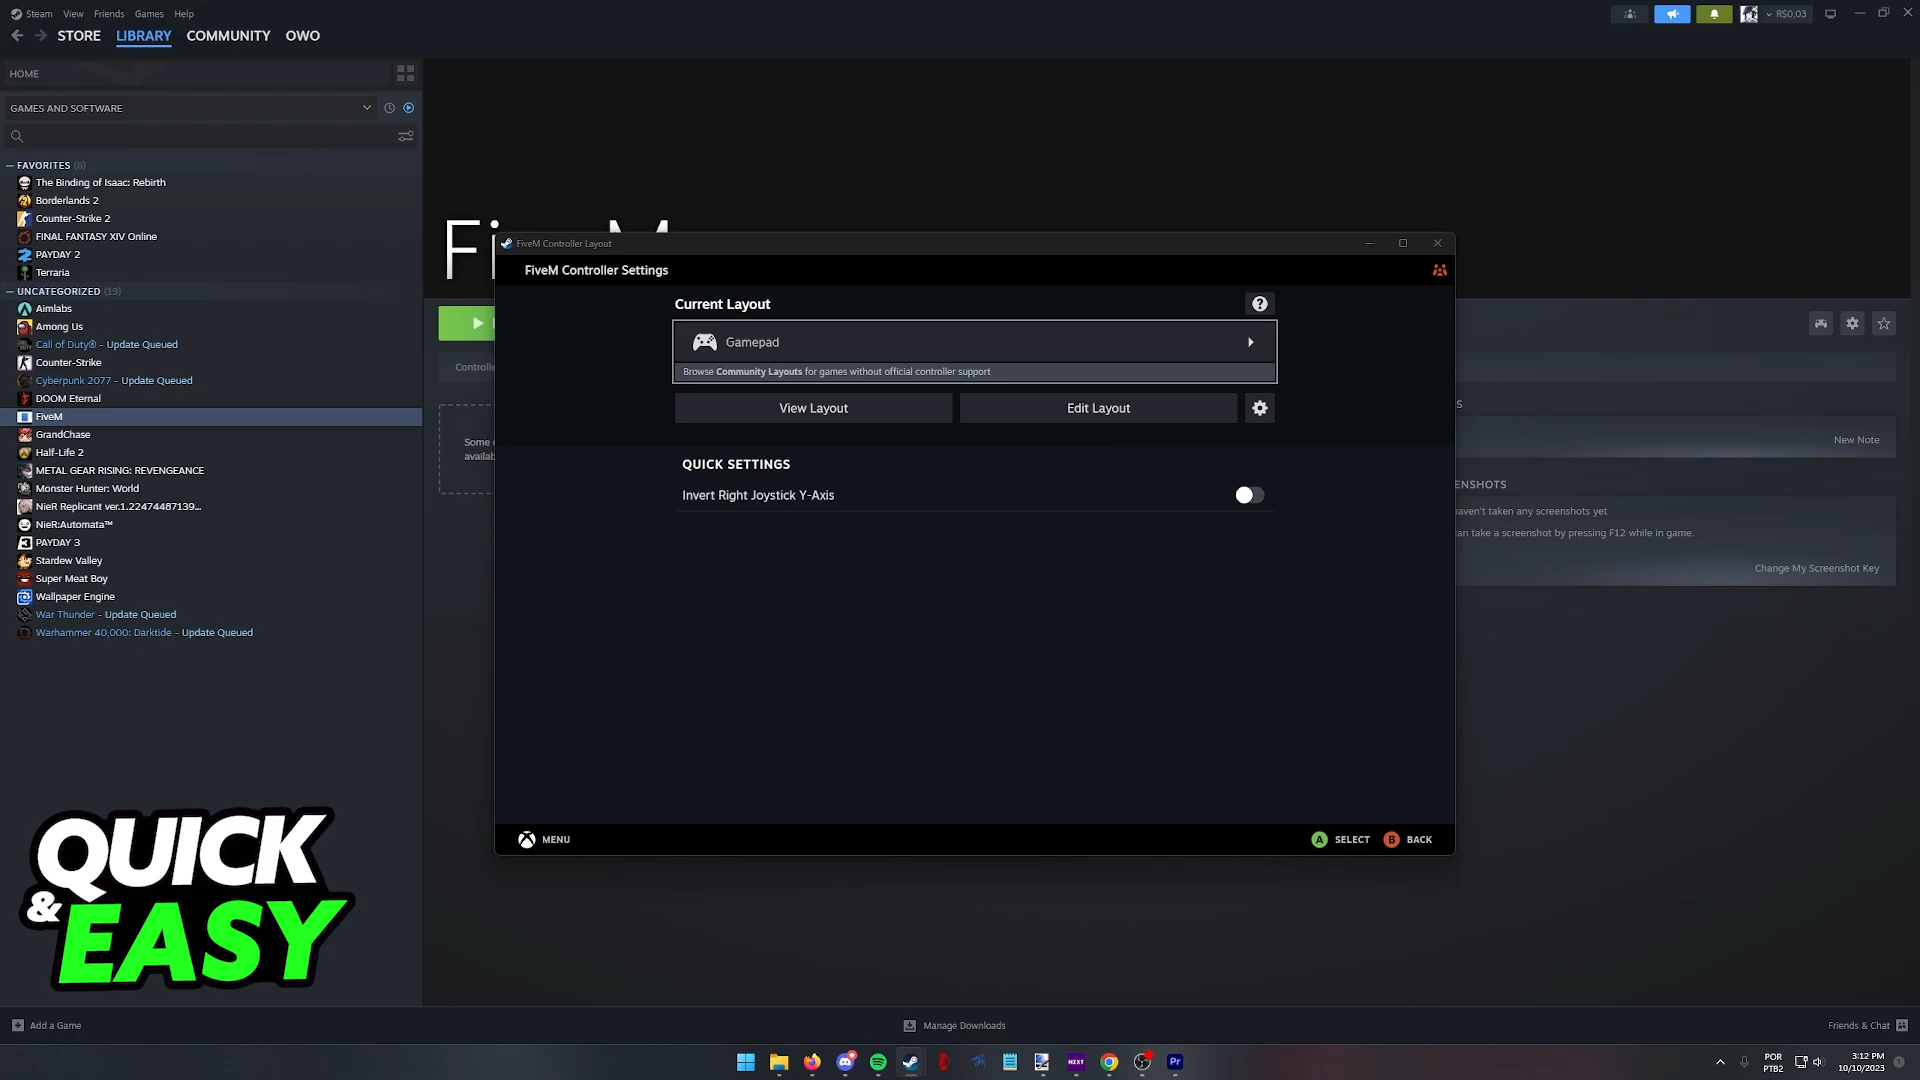 Steam View Friends Games Help
R$0,03
STORE LIBRARY COMMUNITY OWO
HOME
GAMES AND SOFTWARE
FAVORITES (6)
The Binding of Isaac: Rebirth
Borderlands 2
Counter-Strike 2
FINAL FANTASY XIV Online
PAYDAY 2
Terraria
UNCATEGORIZED (19)
Aimlabs
Among Us
Call of Duty® - Update Queued
Counter-Strike
Cyberpunk 2077 - Update Queued
DOOM Eternal
FiveM
GrandChase
Half-Life 2
METAL GEAR RISING: REVENGEANCE
Monster Hunter: World
NieR Replicant ver.1.22474487139...
NieR:Automata™
PAYDAY 3
Stardew Valley
Super Meat Boy
Wallpaper Engine
War Thunder - Update Queued
Warhammer 40,000: Darktide - Update Queued
Controlle
Some
availab
FiveM Controller Layout
FiveM Controller Settings
Current Layout
Gamepad
Browse Community Layouts for games without official controller support
View Layout
Edit Layout
QUICK SETTINGS
Invert Right Joystick Y-Axis
MENU
A SELECT B BACK
S
New Note
ENSHOTS
haven't taken any screenshots yet
can take a screenshot by pressing F12 while in game.
Change My Screenshot Key
QUICK
& EASY
Add a Game
Manage Downloads
Friends & Chat
NZXT
Pr
POR
PTB2
3:12 PM
10/10/2023